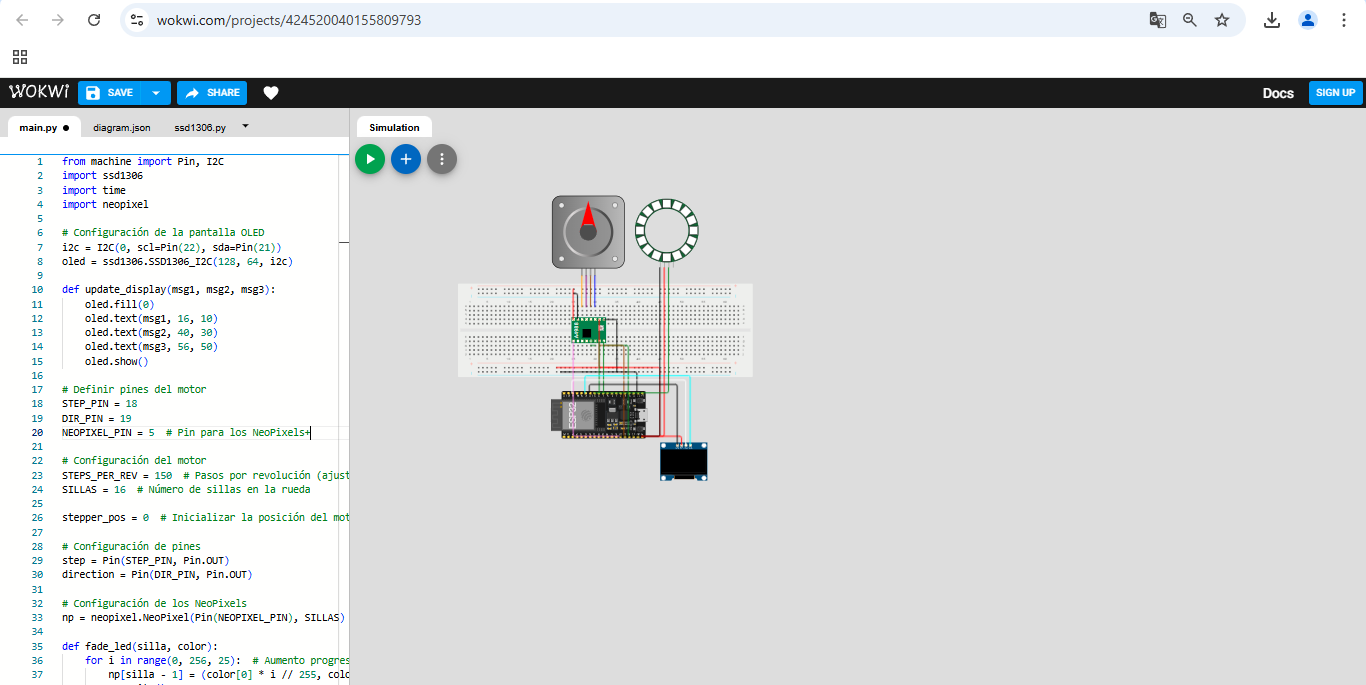 wokwi.com/projects/424520040155809793
WOKWI
SAVE
SHARE
Docs
SIGN UP
main.py
diagram.json
ssd1306.py
Simulation
1 from machine import Pin, I2C
2 import ssd1306
3 import time
4 import neopixel
5
6 # Configuración de la pantalla OLED
7 i2c = I2C(0, scl=Pin(22), sda=Pin(21))
8 oled = ssd1306.SSD1306_I2C(128, 64, i2c)
9
10 def update_display(msg1, msg2, msg3):
11 oled.fill(0)
12 oled.text(msg1, 16, 10)
13 oled.text(msg2, 40, 30)
14 oled.text(msg3, 56, 50)
15 oled.show()
16
17 # Definir pines del motor
18 STEP_PIN = 18
19 DIR_PIN = 19
20 NEOPIXEL_PIN = 5 # Pin para los NeoPixels+
21
22 # Configuración del motor
23 STEPS_PER_REV = 150 # Pasos por revolución (ajust
24 SILLAS = 16 # Número de sillas en la rueda
25
26 stepper_pos = 0 # Inicializar la posición del mot
27
28 # Configuración de pines
29 step = Pin(STEP_PIN, Pin.OUT)
30 direction = Pin(DIR_PIN, Pin.OUT)
31
32 # Configuración de los NeoPixels
33 np = neopixel.NeoPixel(Pin(NEOPIXEL_PIN), SILLAS)
34
35 def fade_led(silla, color):
36 for i in range(0, 256, 25): # Aumento progres
37 np[silla - 1] = (color[0] * i // 255, colo
ESP32